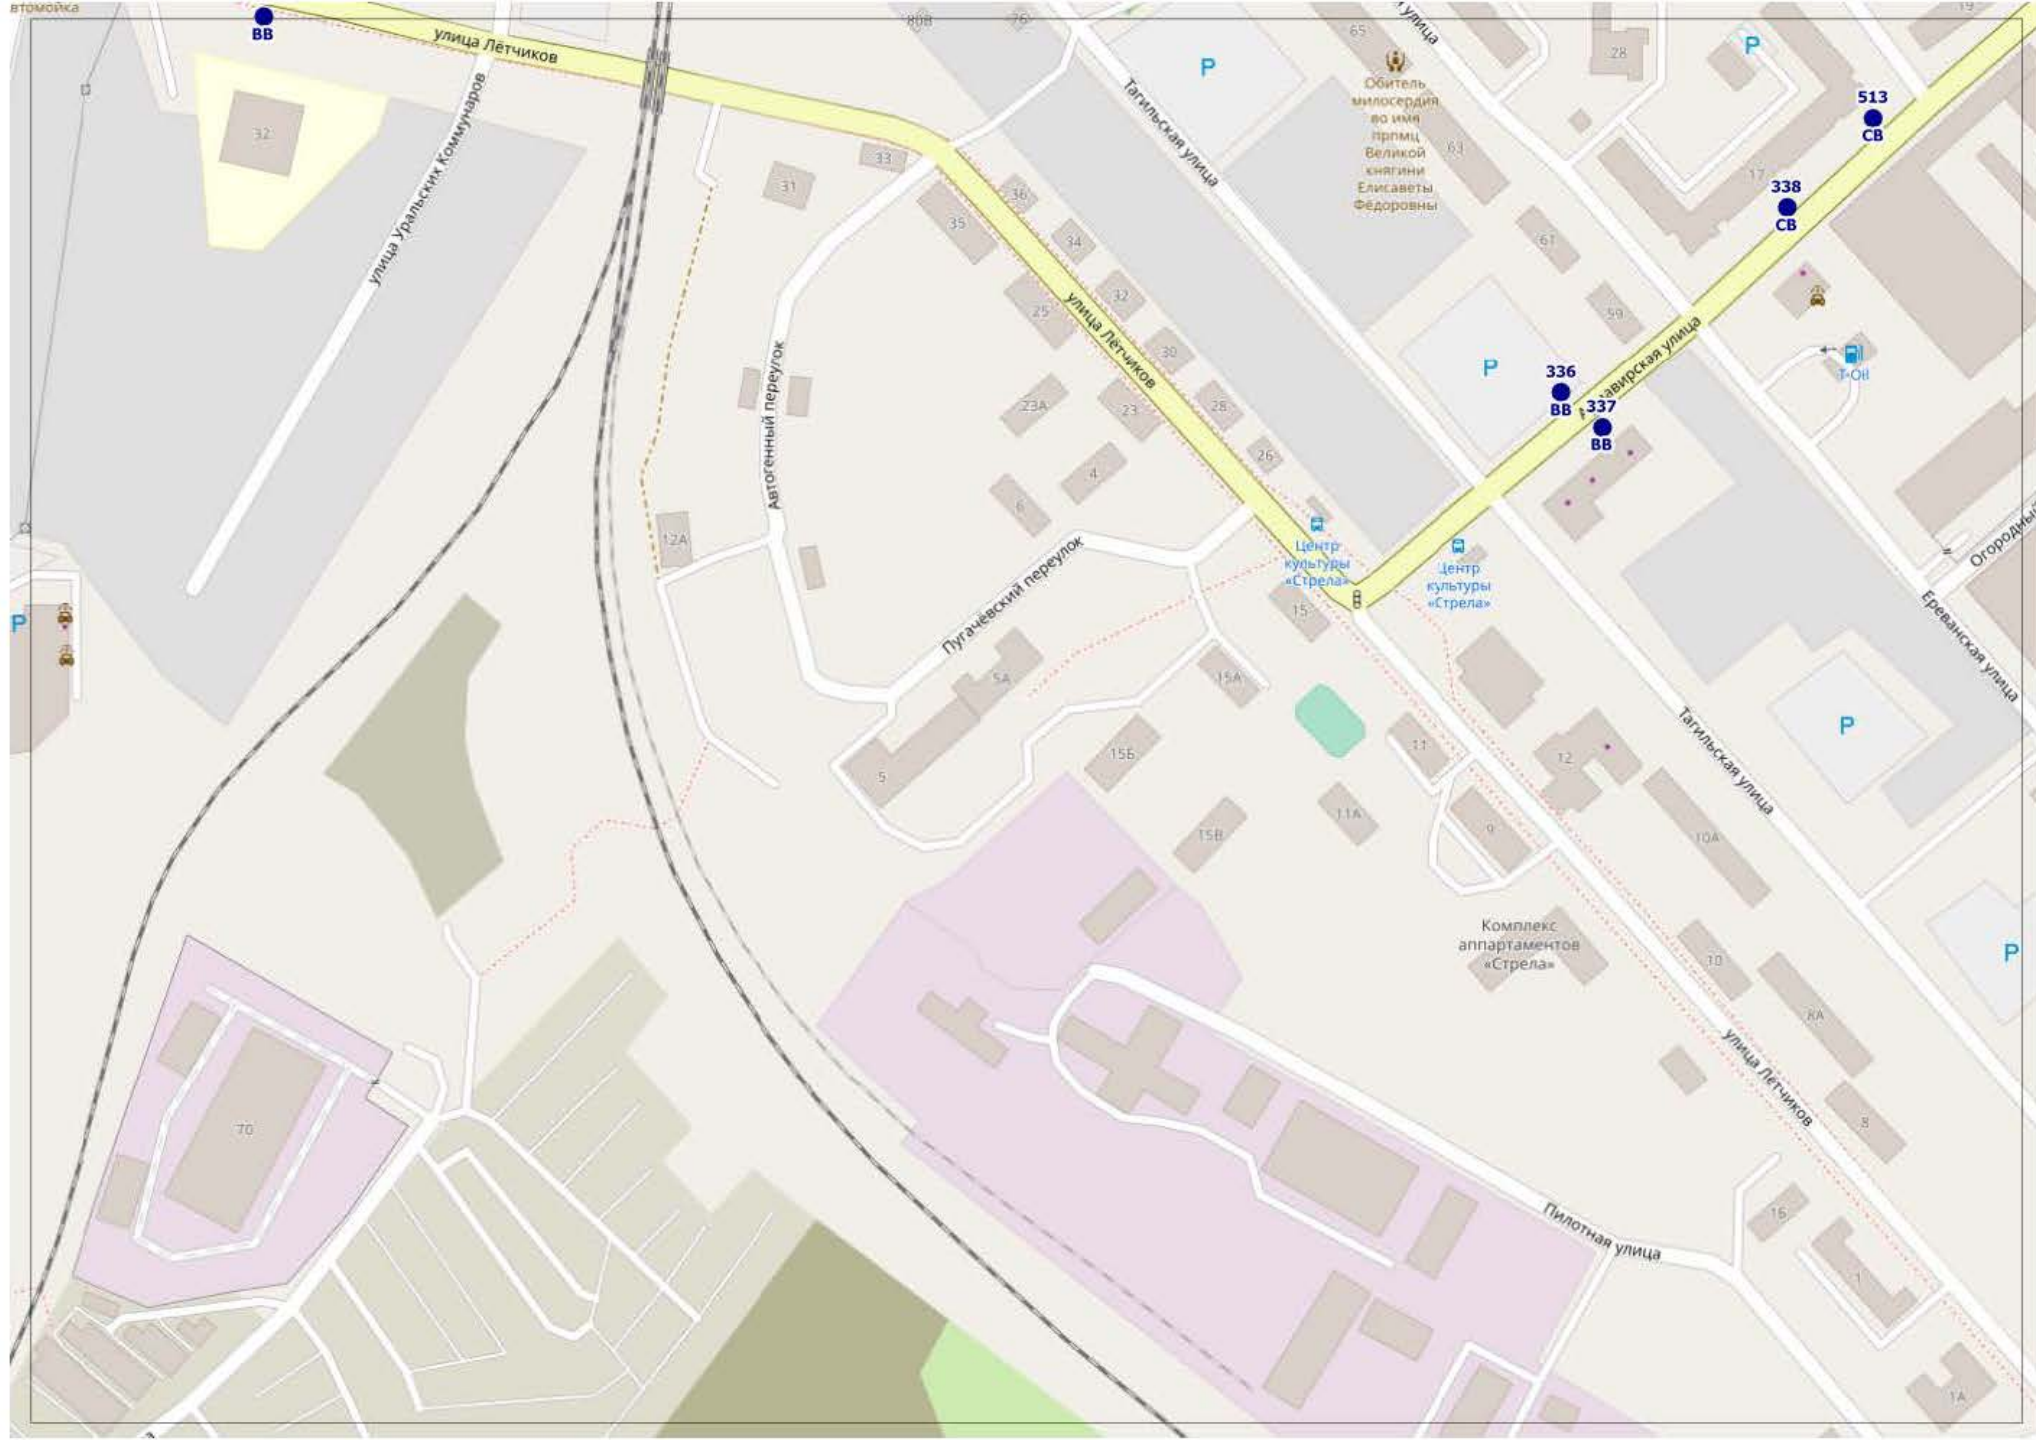 втомойка
ВВ
улица Лётчиков
80В
76
65
28
19
Р
Р
Тагильская улица
улица Уральских Коммунаров
Обитель
милосердия
во имя
прпмц
Великой
княгини
Елисаветы
Фёдоровны
513
СВ
32
33
31
63
17
338
СВ
36
35
34
61
32
25
улица Лётчиков
59
30
Р
336
ВВ
337
ВВ
T-Oil
Автогенный переулок
23А
23
28
26
4
6
12А
Пугачёвский переулок
Центр
культуры
«Стрела»
Центр
культуры
«Стрела»
Ереванская улица
Р
15
15А
5А
5
15Б
15В
11
11А
12
9
10А
Тагильская улица
Р
Р
Комплекс
аппартаментов
«Стрела»
10
8А
улица Лётчиков
8
70
Пилотная улица
1Б
1
1А